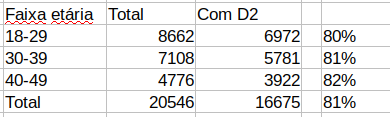 Faixa etária Total Com D2
18-29 8662 6972 80%
30-39 7108 5781 81%
40-49 4776 3922 82%
Total 20546 16675 81%